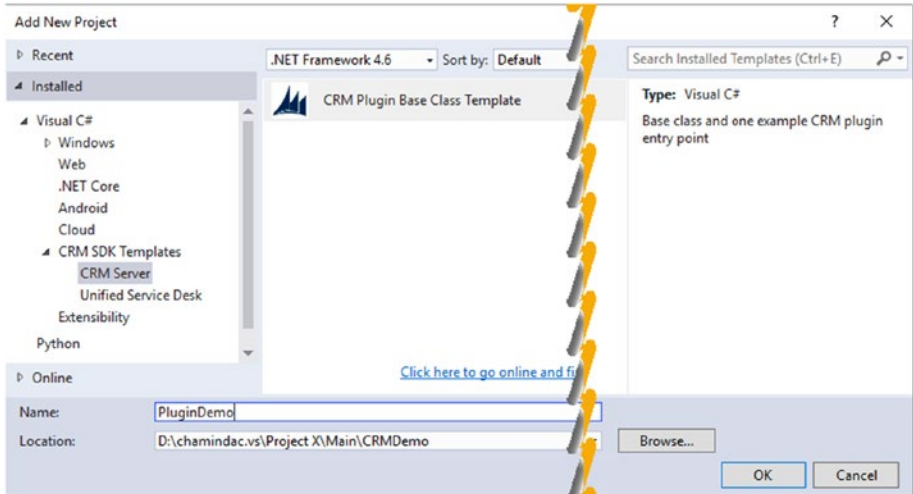 Add New Project ? ×
Recent
Installed
Visual C#
Windows
Web
.NET Core
Android
Cloud
CRM SDK Templates
CRM Server
Unified Service Desk
Extensibility
Python
Online
.NET Framework 4.6 Sort by: Default
CRM Plugin Base Class Template
Click here to go online and
Search Installed Templates (Ctrl+E)
Type: Visual C#
Base class and one example CRM plugin
entry point
Name: PluginDemo
Location: D:\chamindac.vs\Project X\Main\CRMDemo
Browse...
OK Cancel